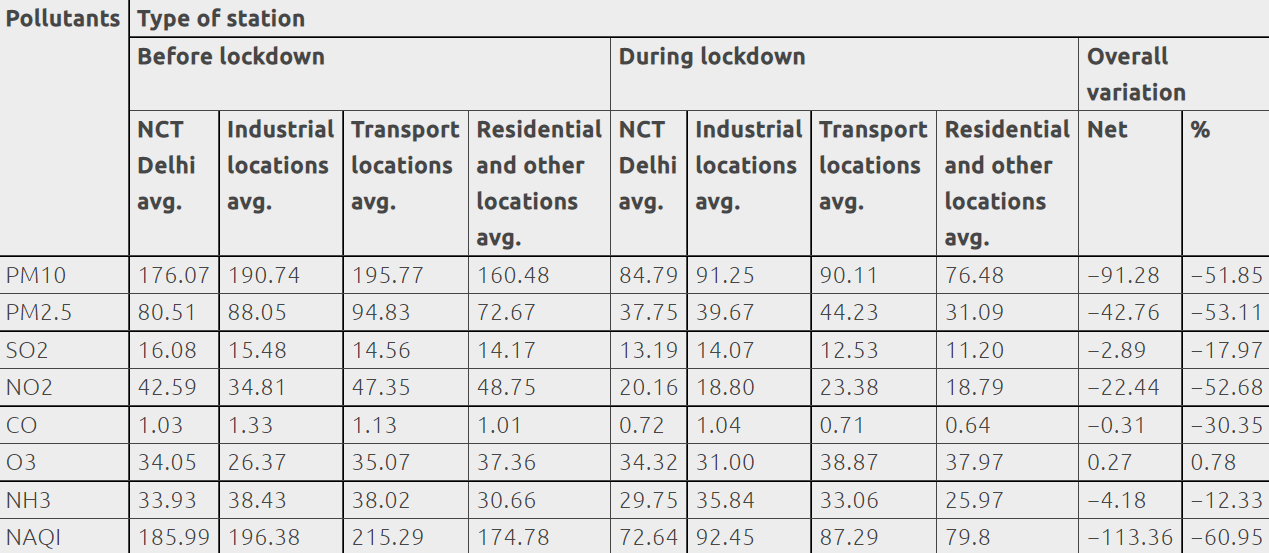 Pollutants Type of station
Before lockdown During lockdown Overall variation
NCT Delhi avg. Industrial locations avg. Transport locations avg. Residential and other locations avg. NCT Delhi avg. Industrial locations avg. Transport locations avg. Residential and other locations avg. Net %
PM10 176.07 190.74 195.77 160.48 84.79 91.25 90.11 76.48 −91.28 −51.85
PM2.5 80.51 88.05 94.83 72.67 37.75 39.67 44.23 31.09 −42.76 −53.11
SO2 16.08 15.48 14.56 14.17 13.19 14.07 12.53 11.20 −2.89 −17.97
NO2 42.59 34.81 47.35 48.75 20.16 18.80 23.38 18.79 −22.44 −52.68
CO 1.03 1.33 1.13 1.01 0.72 1.04 0.71 0.64 −0.31 −30.35
O3 34.05 26.37 35.07 37.36 34.32 31.00 38.87 37.97 0.27 0.78
NH3 33.93 38.43 38.02 30.66 29.75 35.84 33.06 25.97 −4.18 −12.33
NAQI 185.99 196.38 215.29 174.78 72.64 92.45 87.29 79.8 −113.36 −60.95